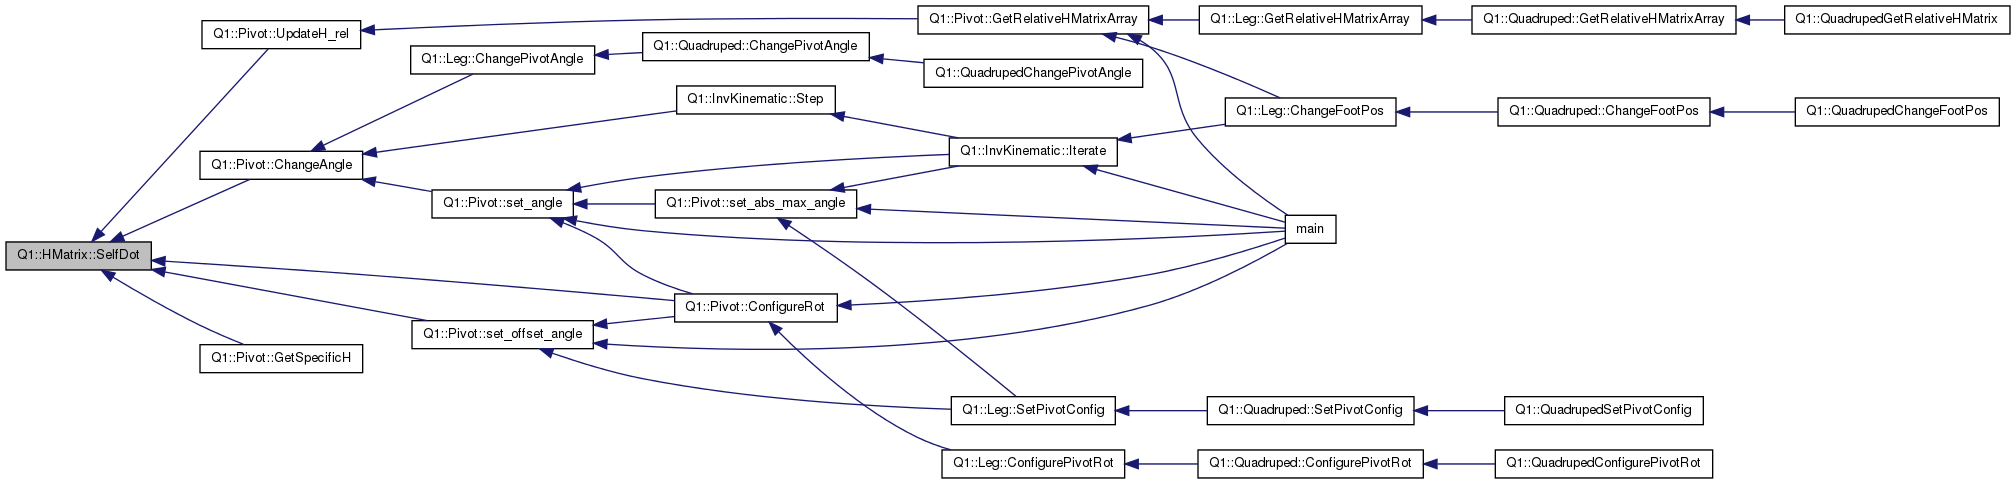 Q1::HMatrix::SelfDot
Q1::Pivot::UpdateH_rel
Q1::Pivot::ChangeAngle
Q1::Pivot::GetSpecificH
Q1::Leg::ChangePivotAngle
Q1::Pivot::set_angle
Q1::Pivot::set_offset_angle
Q1::Quadruped::ChangePivotAngle
Q1::InvKinematic::Step
Q1::Pivot::set_abs_max_angle
Q1::Pivot::ConfigureRot
Q1::Pivot::GetRelativeHMatrixArray
Q1::QuadrupedChangePivotAngle
Q1::InvKinematic::Iterate
Q1::Leg::SetPivotConfig
Q1::Leg::ConfigurePivotRot
Q1::Leg::GetRelativeHMatrixArray
Q1::Leg::ChangeFootPos
main
Q1::Quadruped::SetPivotConfig
Q1::Quadruped::ConfigurePivotRot
Q1::Quadruped::GetRelativeHMatrixArray
Q1::Quadruped::ChangeFootPos
Q1::QuadrupedSetPivotConfig
Q1::QuadrupedConfigurePivotRot
Q1::QuadrupedGetRelativeHMatrix
Q1::QuadrupedChangeFootPos